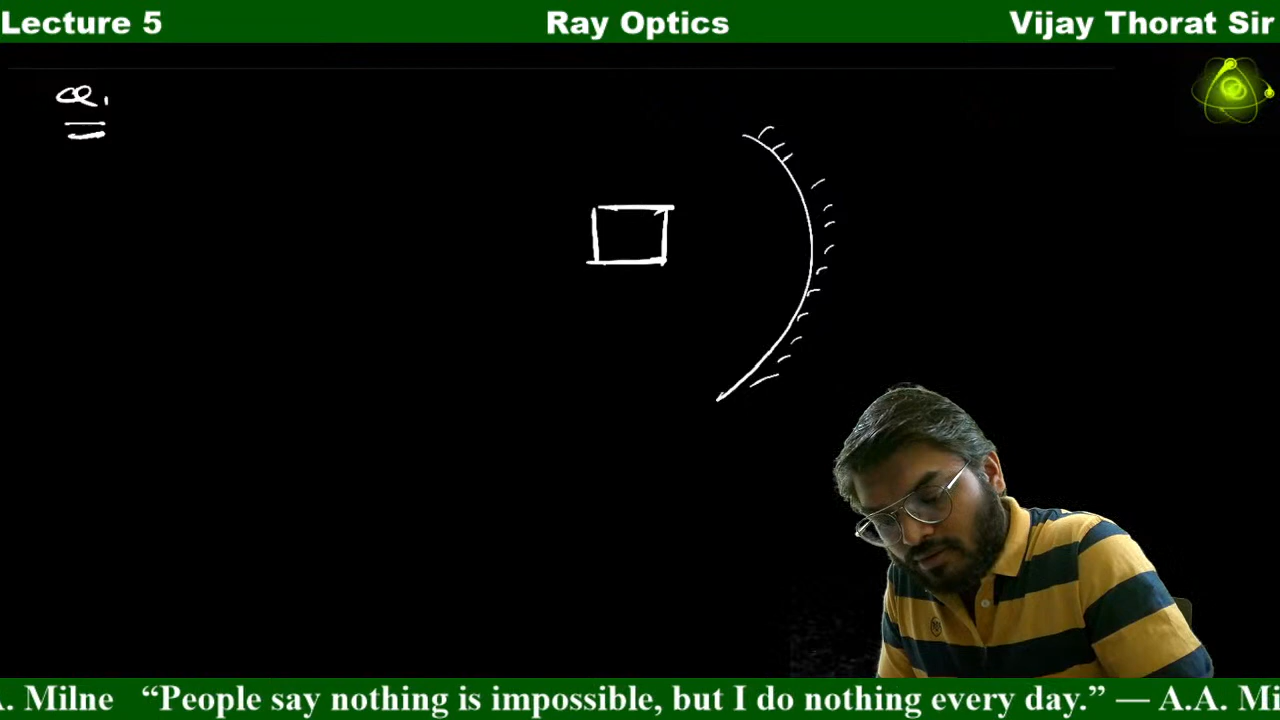 Lecture 5 Ray Optics Vijay Thorat Sir
Q.
A. Milne “People say nothing is impossible, but I do nothing every day.” — A.A. Mi